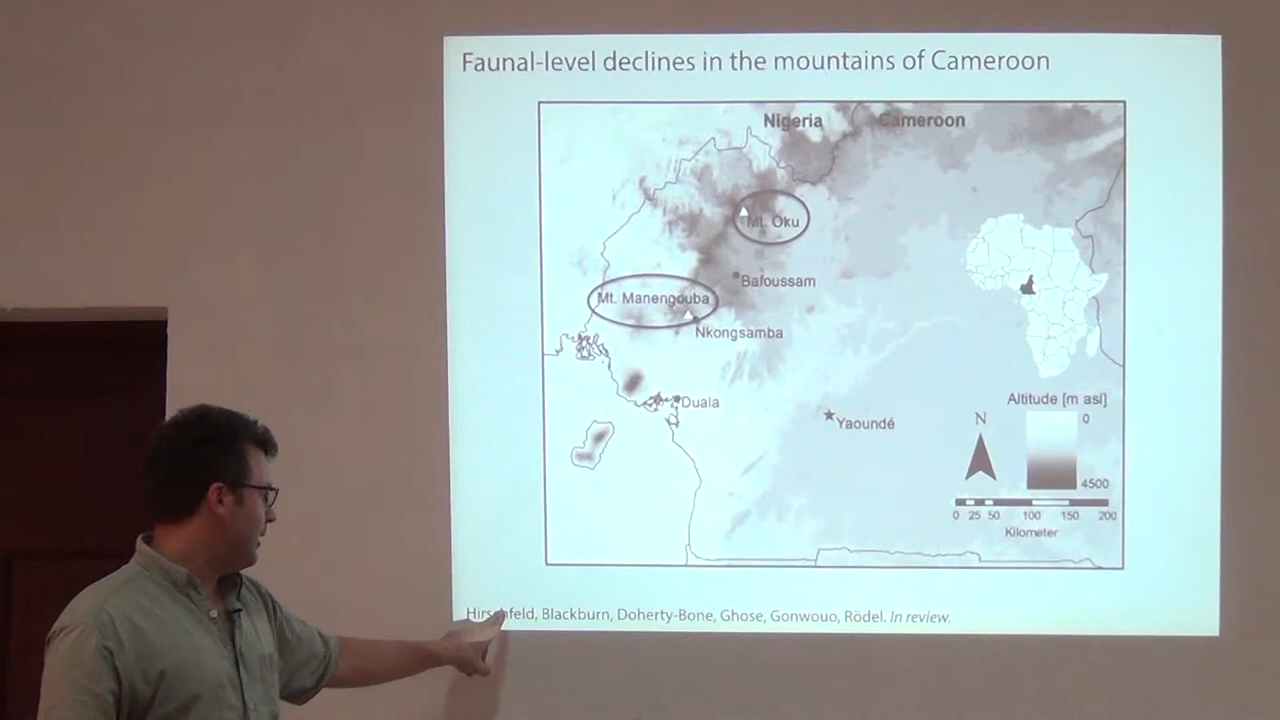 Faunal-level declines in the mountains of Cameroon
Nigeria
Cameroon
Mt. Oku
Bafoussam
Mt. Manengouba
Nkongsamba
Duala
Yaoundé
Altitude [m asl]
0
4500
N
0 25 50 100 150 200
Kilometer
Hirschfeld, Blackburn, Doherty-Bone, Ghose, Gonwouo, Rödel. In review.